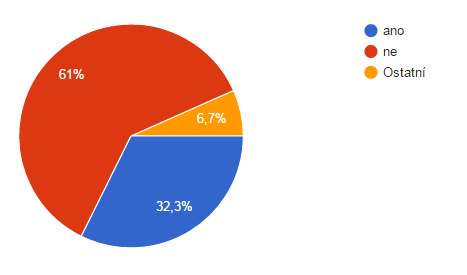 ano
ne
Ostatní
61%
6,7%
32,3%